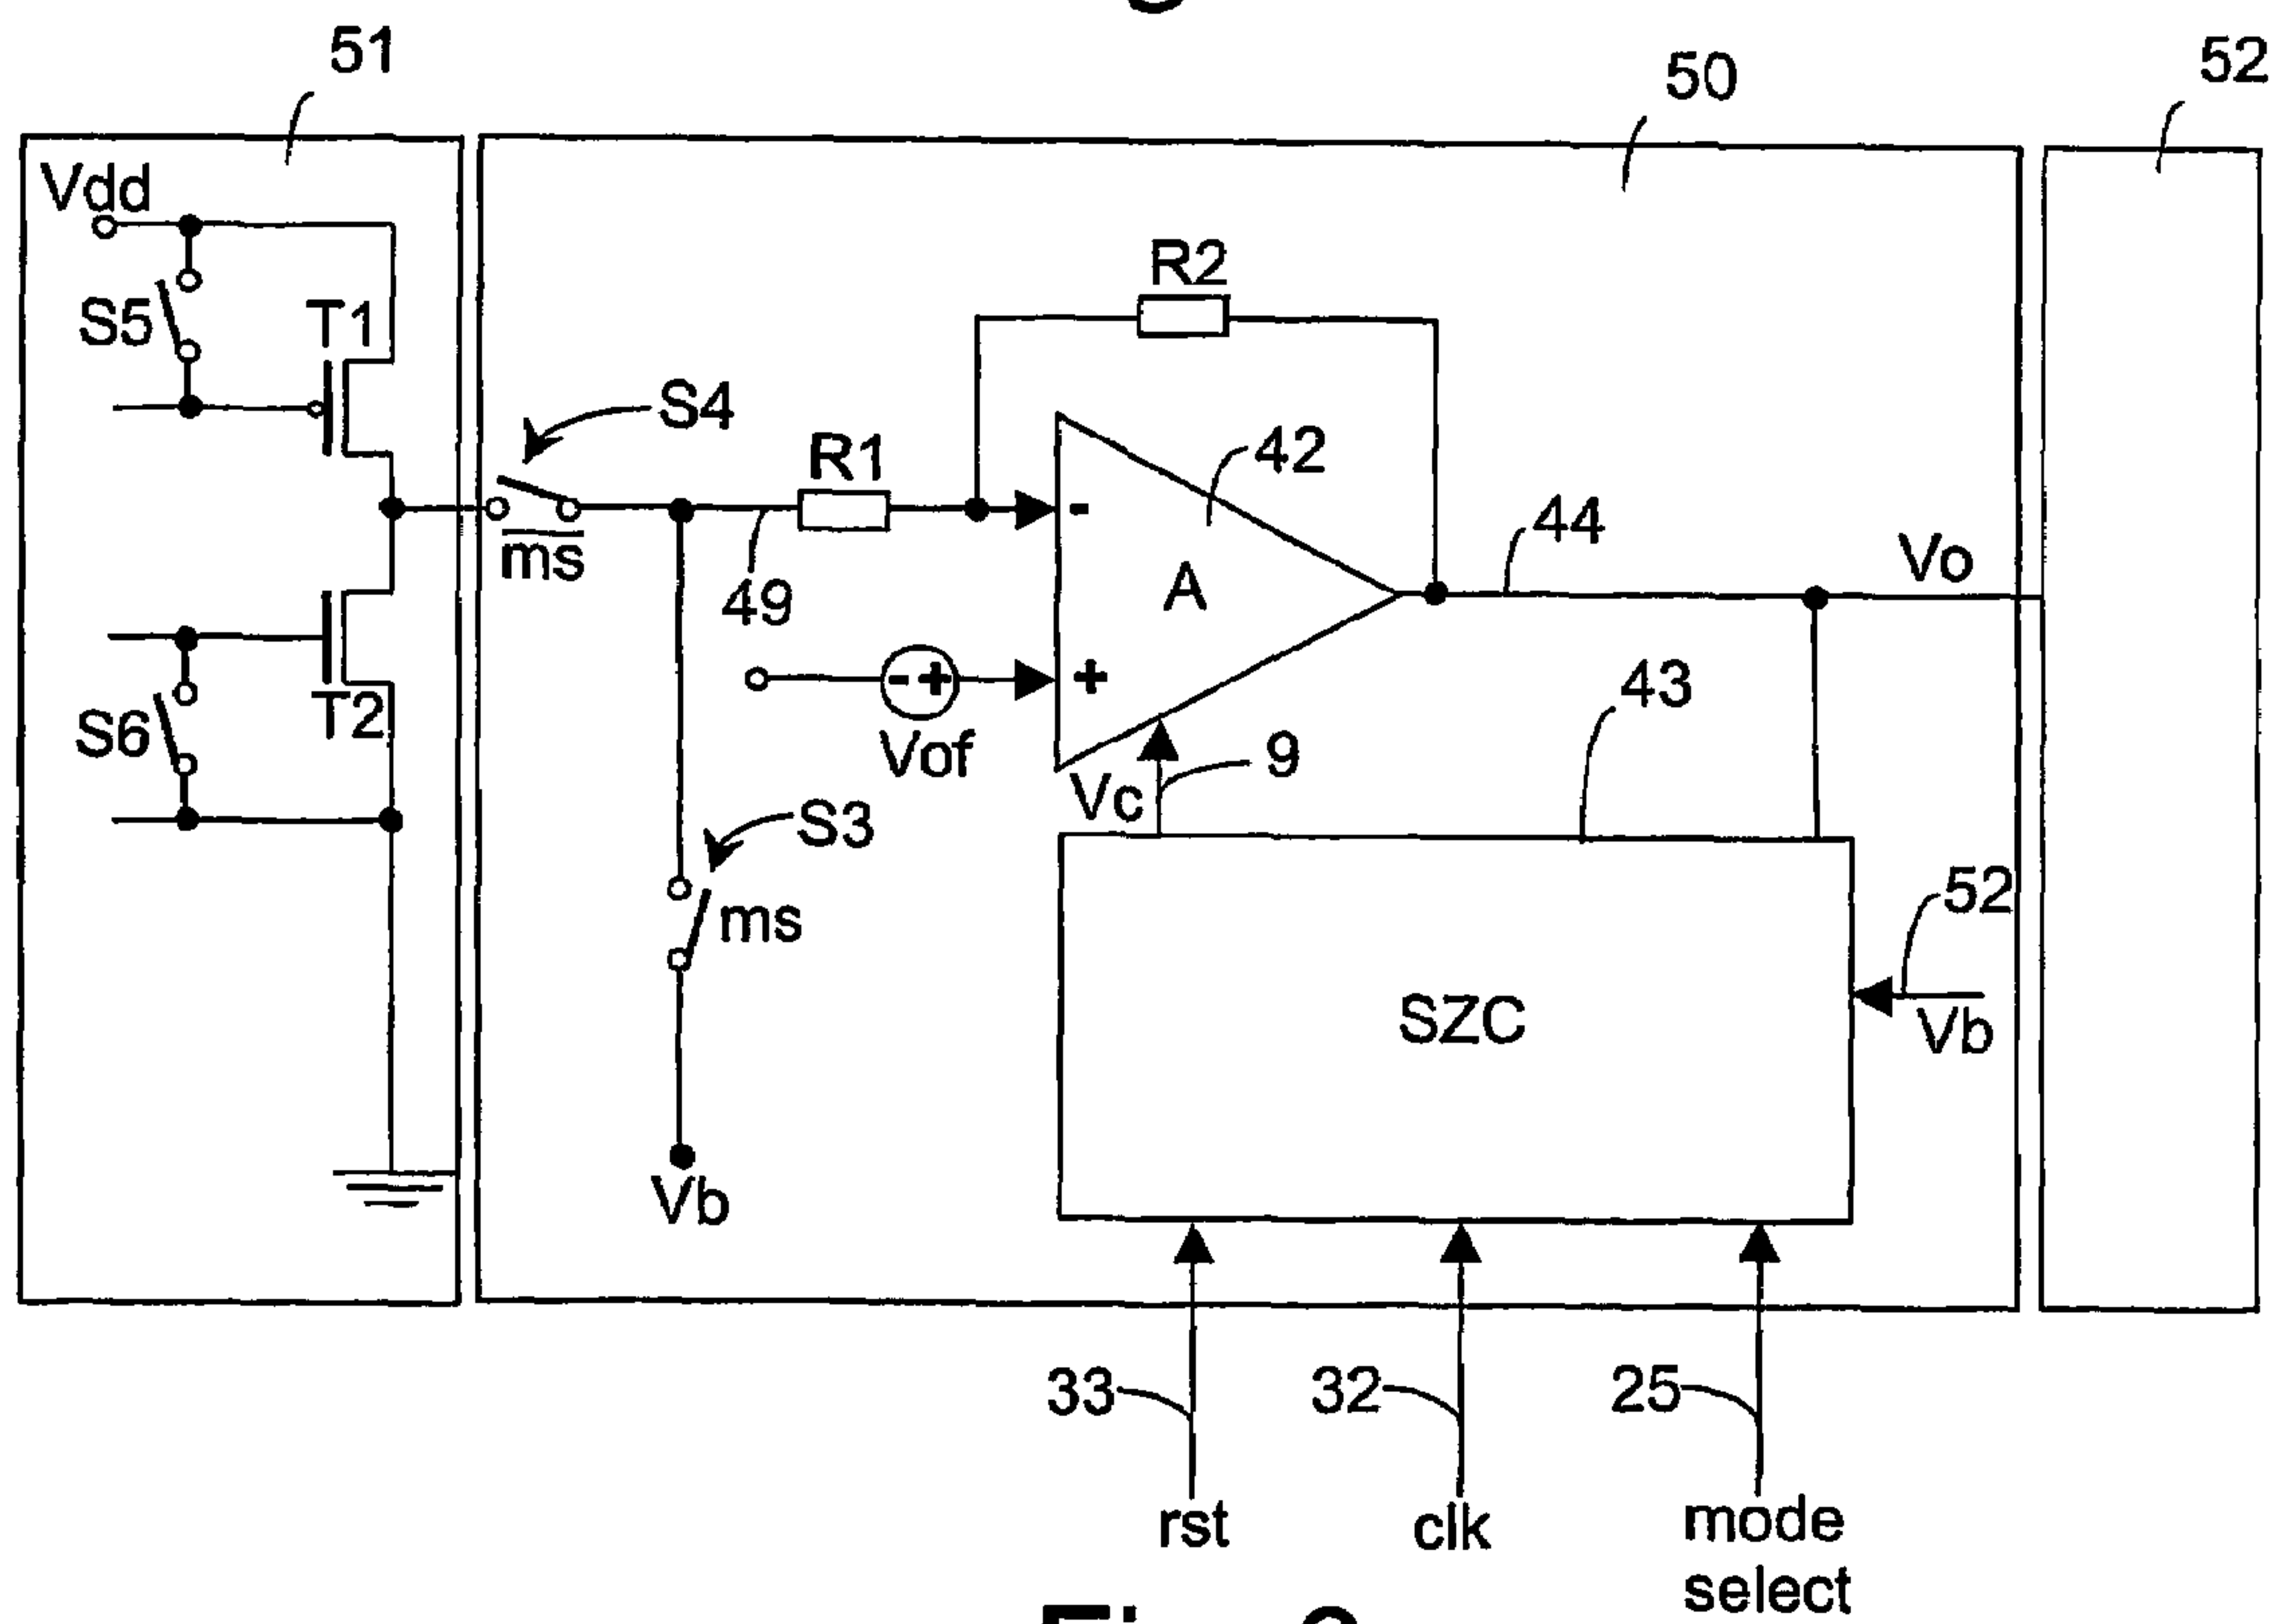 51
50
52
Vdd
R2
S5
T1
S4
R1
42
-
ms
49
A
44
Vo
+
- +
T2
Vof
S6
43
Vc
9
S3
ms
52
SZC
Vb
Vb
33
32
25
rst
clk
mode
select